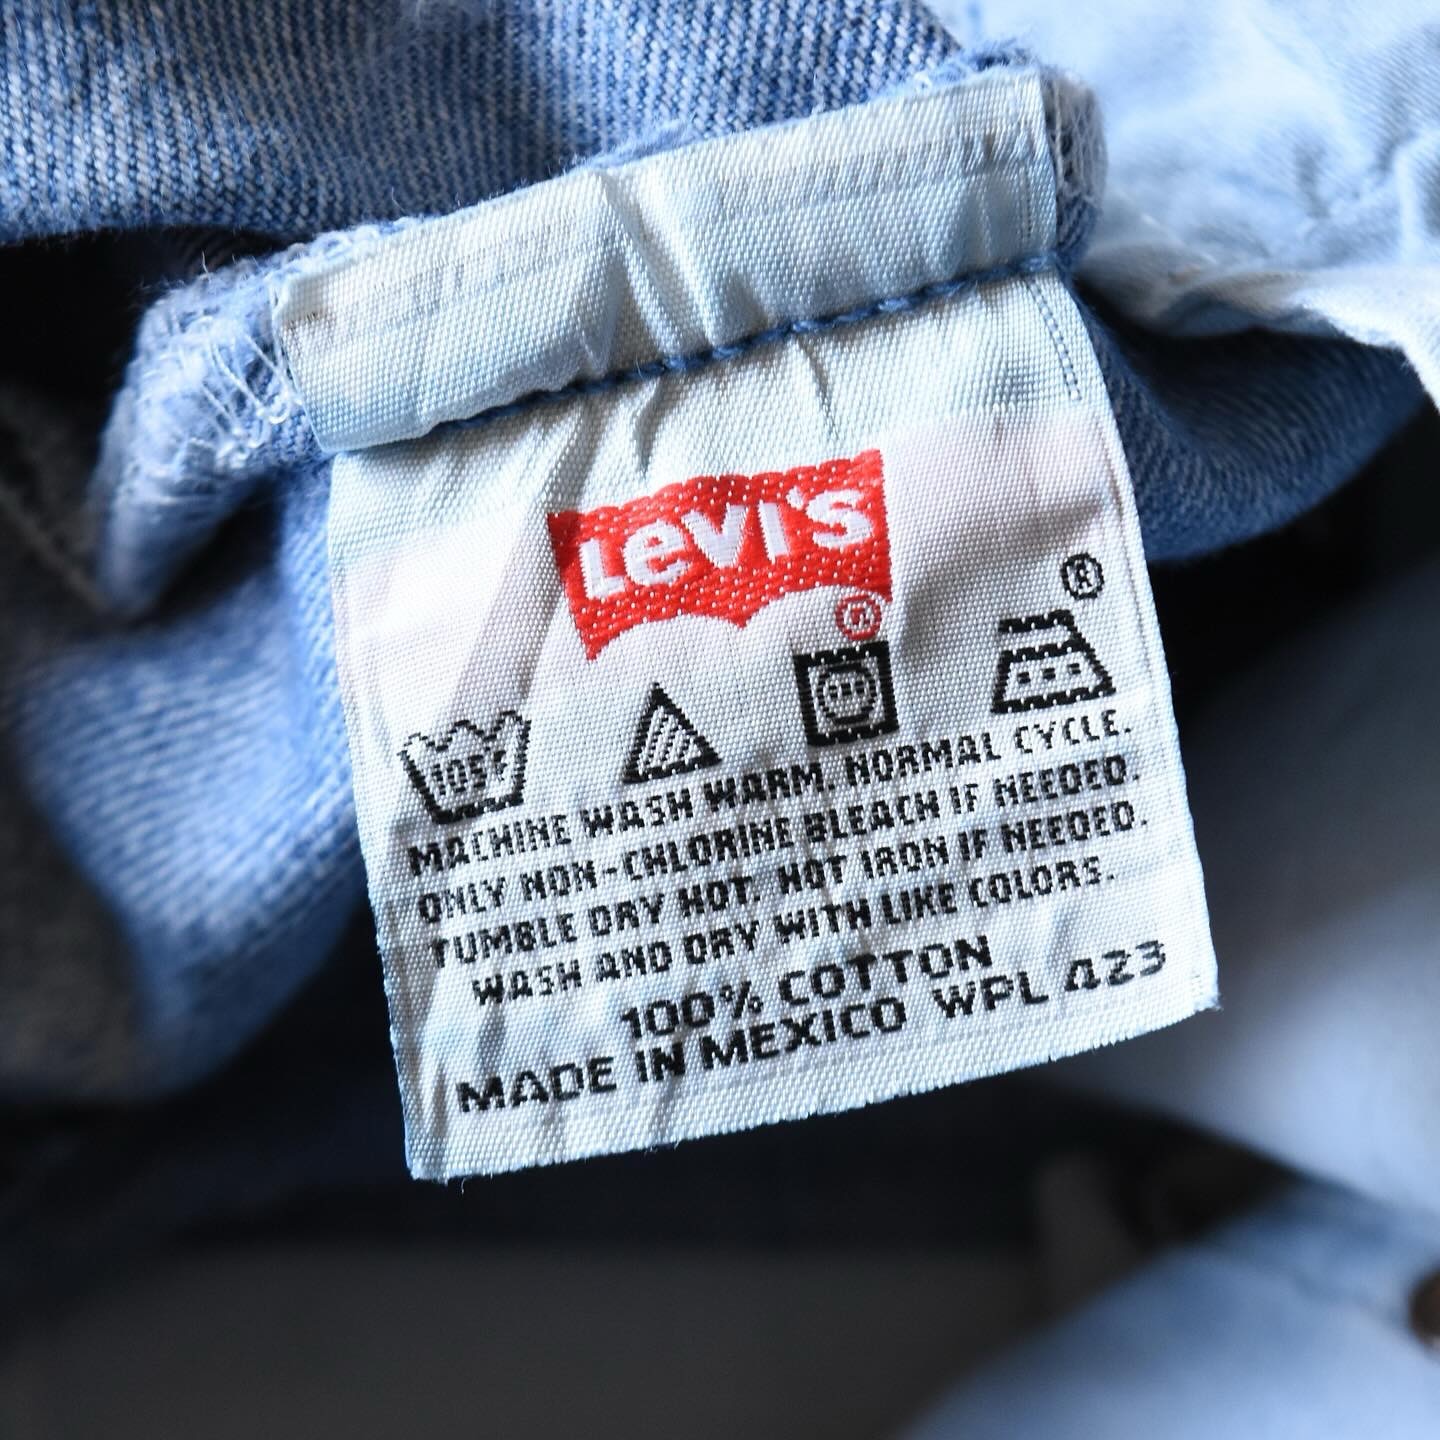 Levi's
®
®
105°F
MACHINE WASH WARM. NORMAL CYCLE.
ONLY NON-CHLORINE BLEACH IF NEEDED.
TUMBLE DRY HOT. HOT IRON IF NEEDED.
WASH AND DRY WITH LIKE COLORS.
100% COTTON
MADE IN MEXICO WPL 423